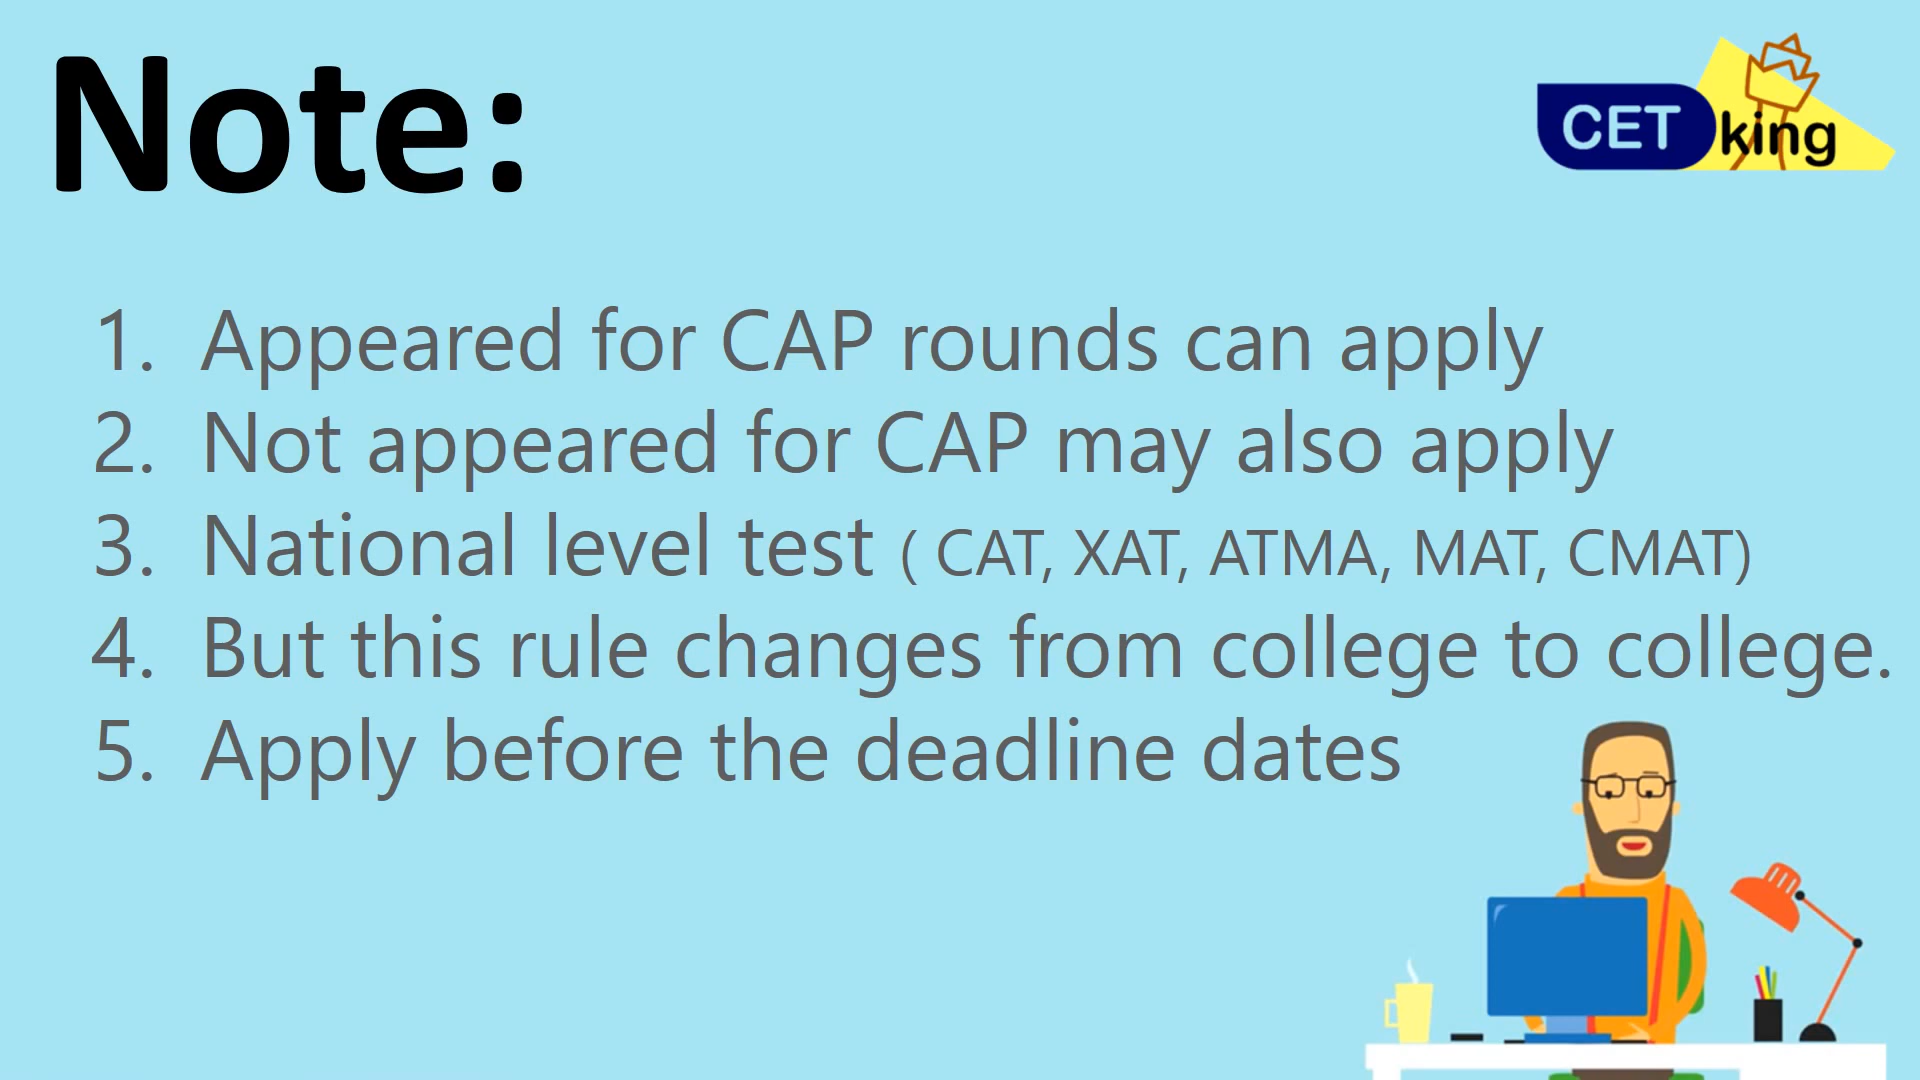 Note:
CET king
1. Appeared for CAP rounds can apply
2. Not appeared for CAP may also apply
3. National level test ( CAT, XAT, ATMA, MAT, CMAT)
4. But this rule changes from college to college.
5. Apply before the deadline dates